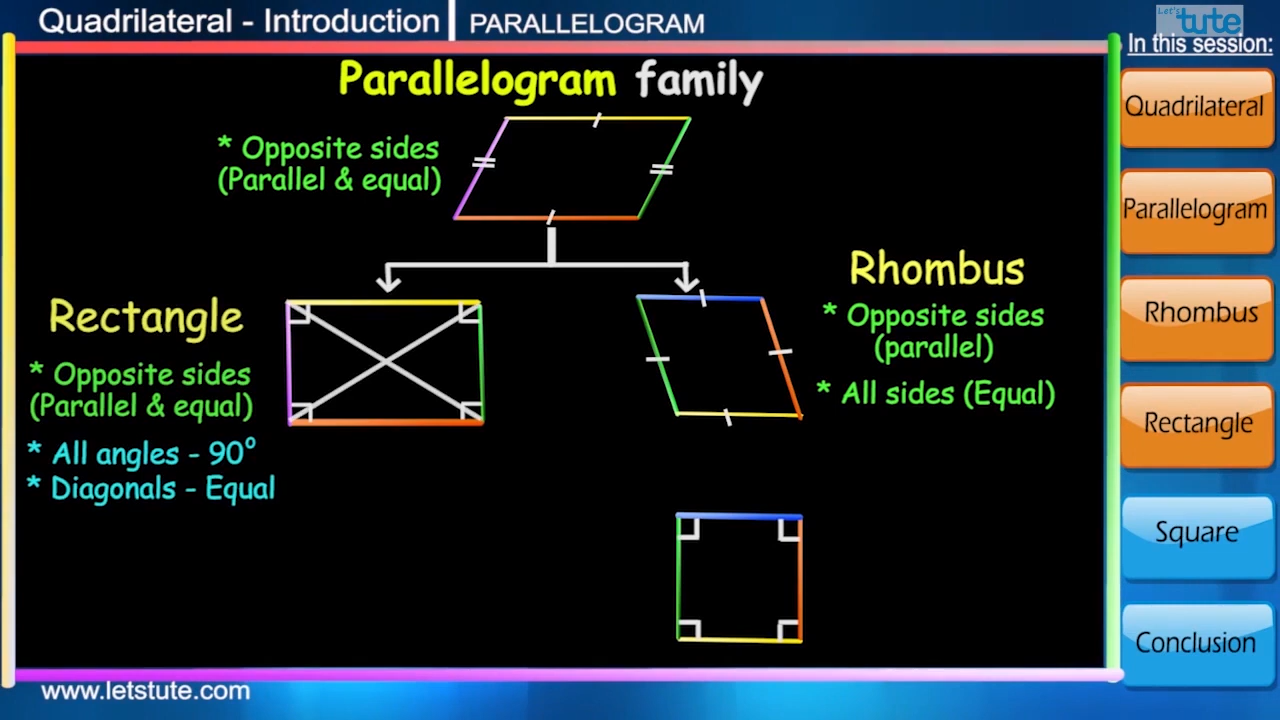 Quadrilateral - Introduction PARALLELOGRAM
Let's tute
In this session:
Parallelogram family
* Opposite sides
(Parallel & equal)
Rectangle
* Opposite sides
(Parallel & equal)
* All angles - 90°
* Diagonals - Equal
Rhombus
* Opposite sides
(parallel)
* All sides (Equal)
Quadrilateral
Parallelogram
Rhombus
Rectangle
Square
Conclusion
www.letstute.com